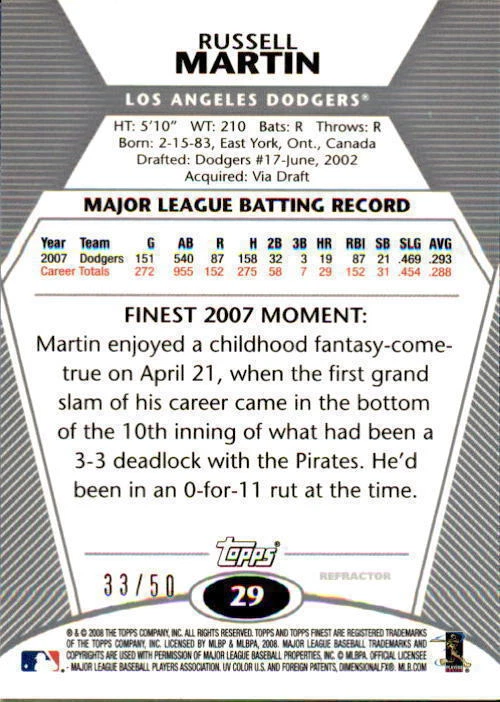 RUSSELL
MARTIN
LOS ANGELES DODGERS®
HT: 5'10" WT: 210 Bats: R Throws: R
Born: 2-15-83, East York, Ont., Canada
Drafted: Dodgers #17-June, 2002
Acquired: Via Draft
MAJOR LEAGUE BATTING RECORD
Year Team G AB R H 2B 3B HR RBI SB SLG AVG
2007 Dodgers 151 540 87 158 32 3 19 87 21 .469 .293
Career Totals 272 955 152 275 58 7 29 152 31 .454 .288
FINEST 2007 MOMENT:
Martin enjoyed a childhood fantasy-come-
true on April 21, when the first grand
slam of his career came in the bottom
of the 10th inning of what had been a
3-3 deadlock with the Pirates. He'd
been in an 0-for-11 rut at the time.
Topps®
33/50
29
REFRACTOR
® & © 2008 THE TOPPS COMPANY, INC. ALL RIGHTS RESERVED. TOPPS AND TOPPS FINEST ARE REGISTERED TRADEMARKS
OF THE TOPPS COMPANY, INC. LICENSED BY MLBP & MLBPA, 2008. MAJOR LEAGUE BASEBALL TRADEMARKS AND
COPYRIGHTS ARE USED WITH PERMISSION OF MAJOR LEAGUE BASEBALL PROPERTIES, INC. © MLBPA. OFFICIAL LICENSEE
- MAJOR LEAGUE BASEBALL PLAYERS ASSOCIATION. UV COLOR U.S. AND FOREIGN PATENTS, DIMENSIONALFX®. MLB.COM